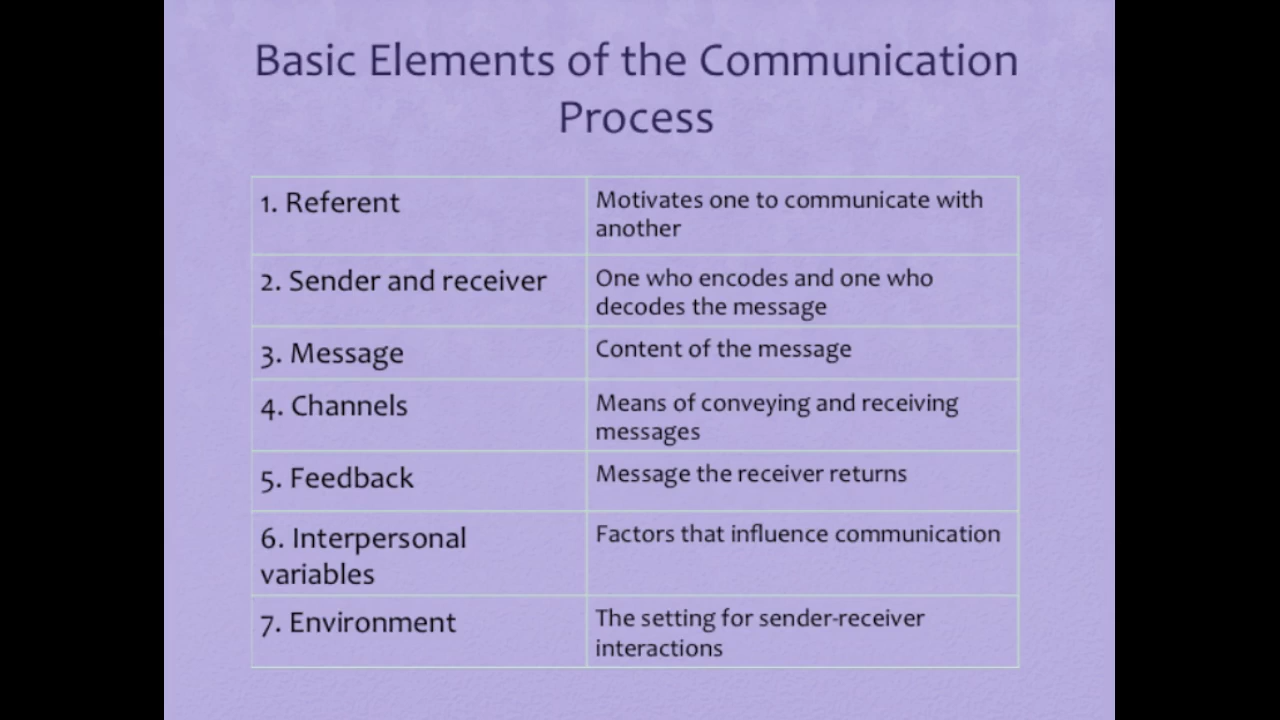 Basic Elements of the Communication
Process
1. Referent
Motivates one to communicate with
another
2. Sender and receiver
One who encodes and one who
decodes the message
3. Message
Content of the message
4. Channels
Means of conveying and receiving
messages
5. Feedback
Message the receiver returns
6. Interpersonal
variables
Factors that influence communication
7. Environment
The setting for sender-receiver
interactions